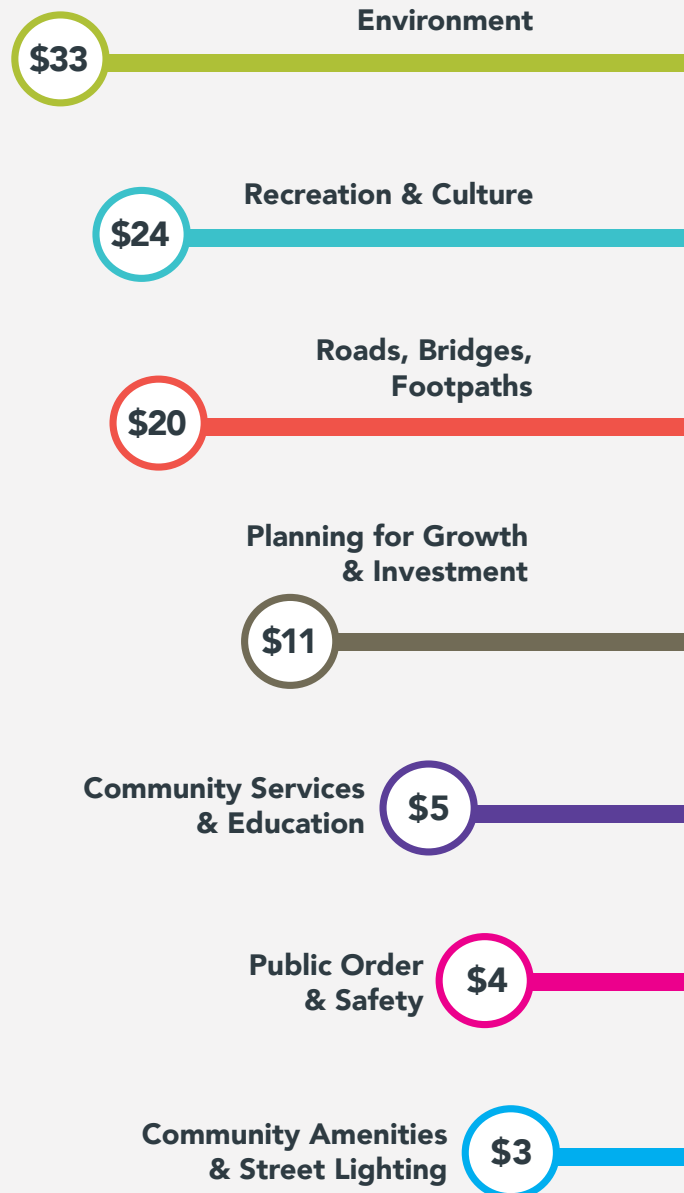 Environment
$33
Recreation & Culture
$24
Roads, Bridges,
Footpaths
$20
Planning for Growth
& Investment
$11
Community Services
& Education
$5
Public Order
& Safety
$4
Community Amenities
& Street Lighting
$3